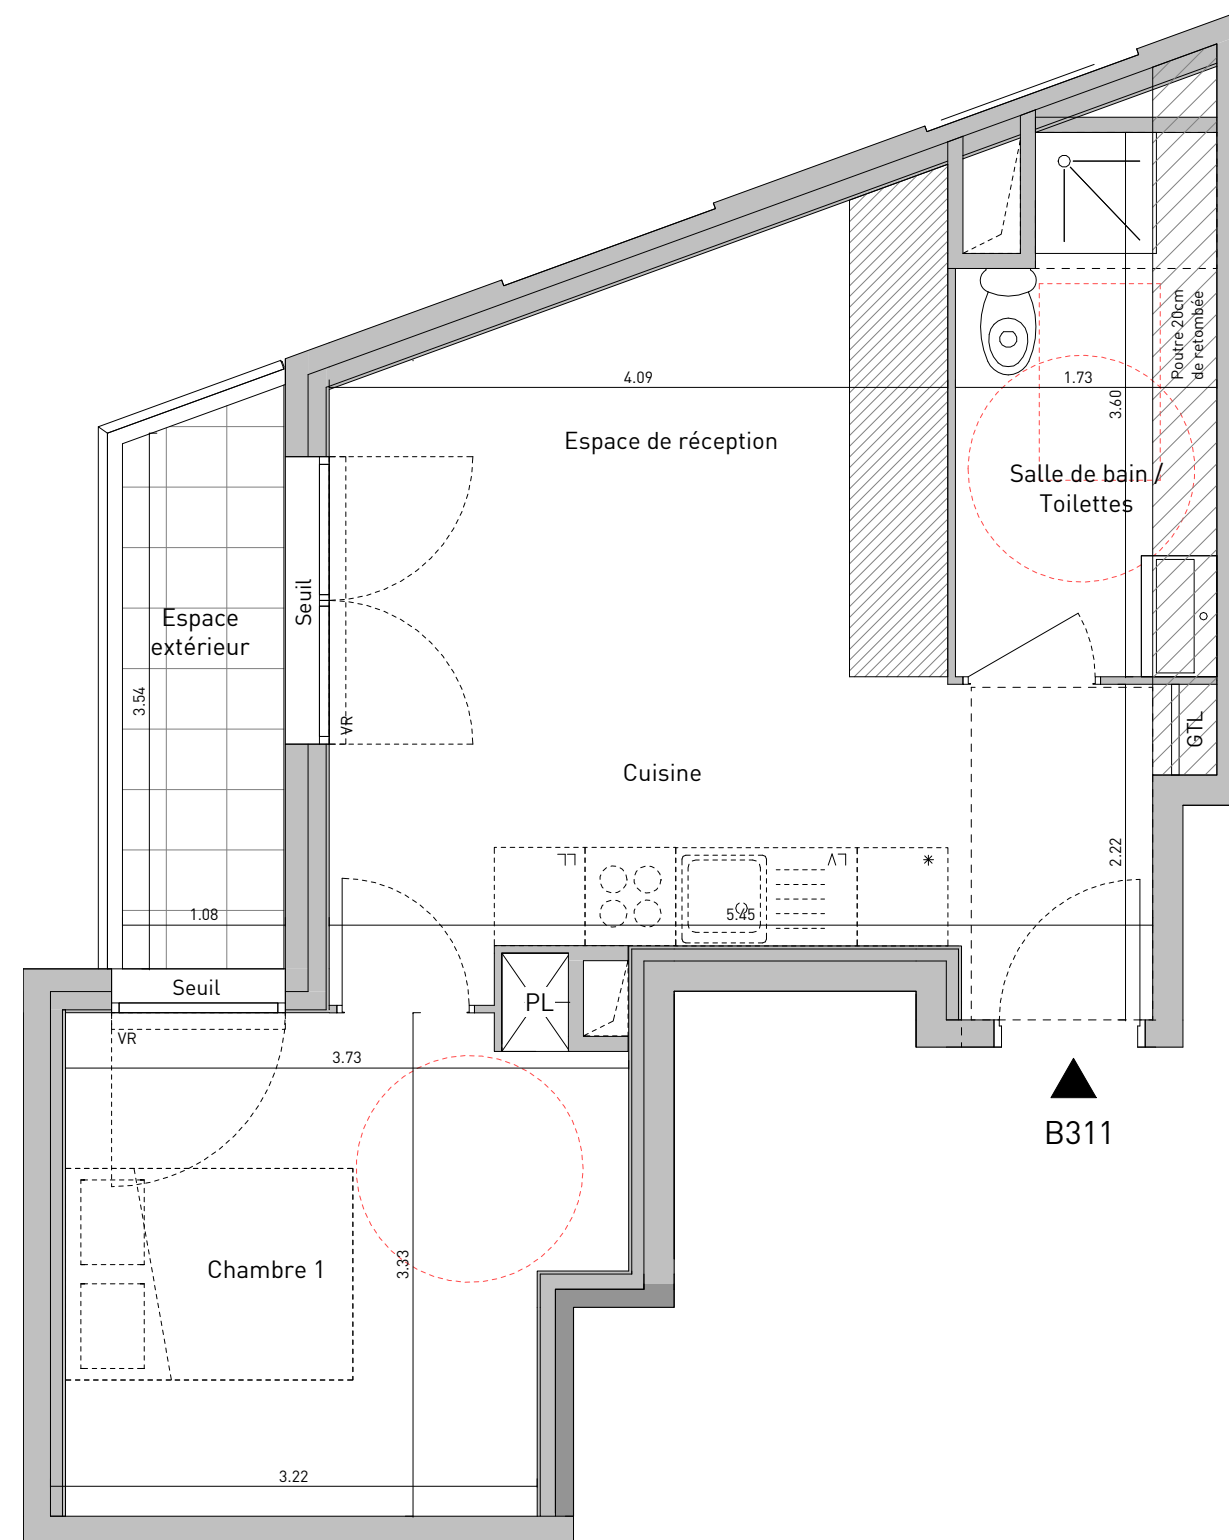 Poutre 20cm
de retombée
4.09
1.73
3.60
Espace de réception
Salle de bain /
Toilettes
Seuil
Espace
extérieur
3.54
VR
GTL
Cuisine
2.22
LL
LV
*
1.08
5.45
Seuil
PL
VR
3.73
B311
3.33
Chambre 1
3.22